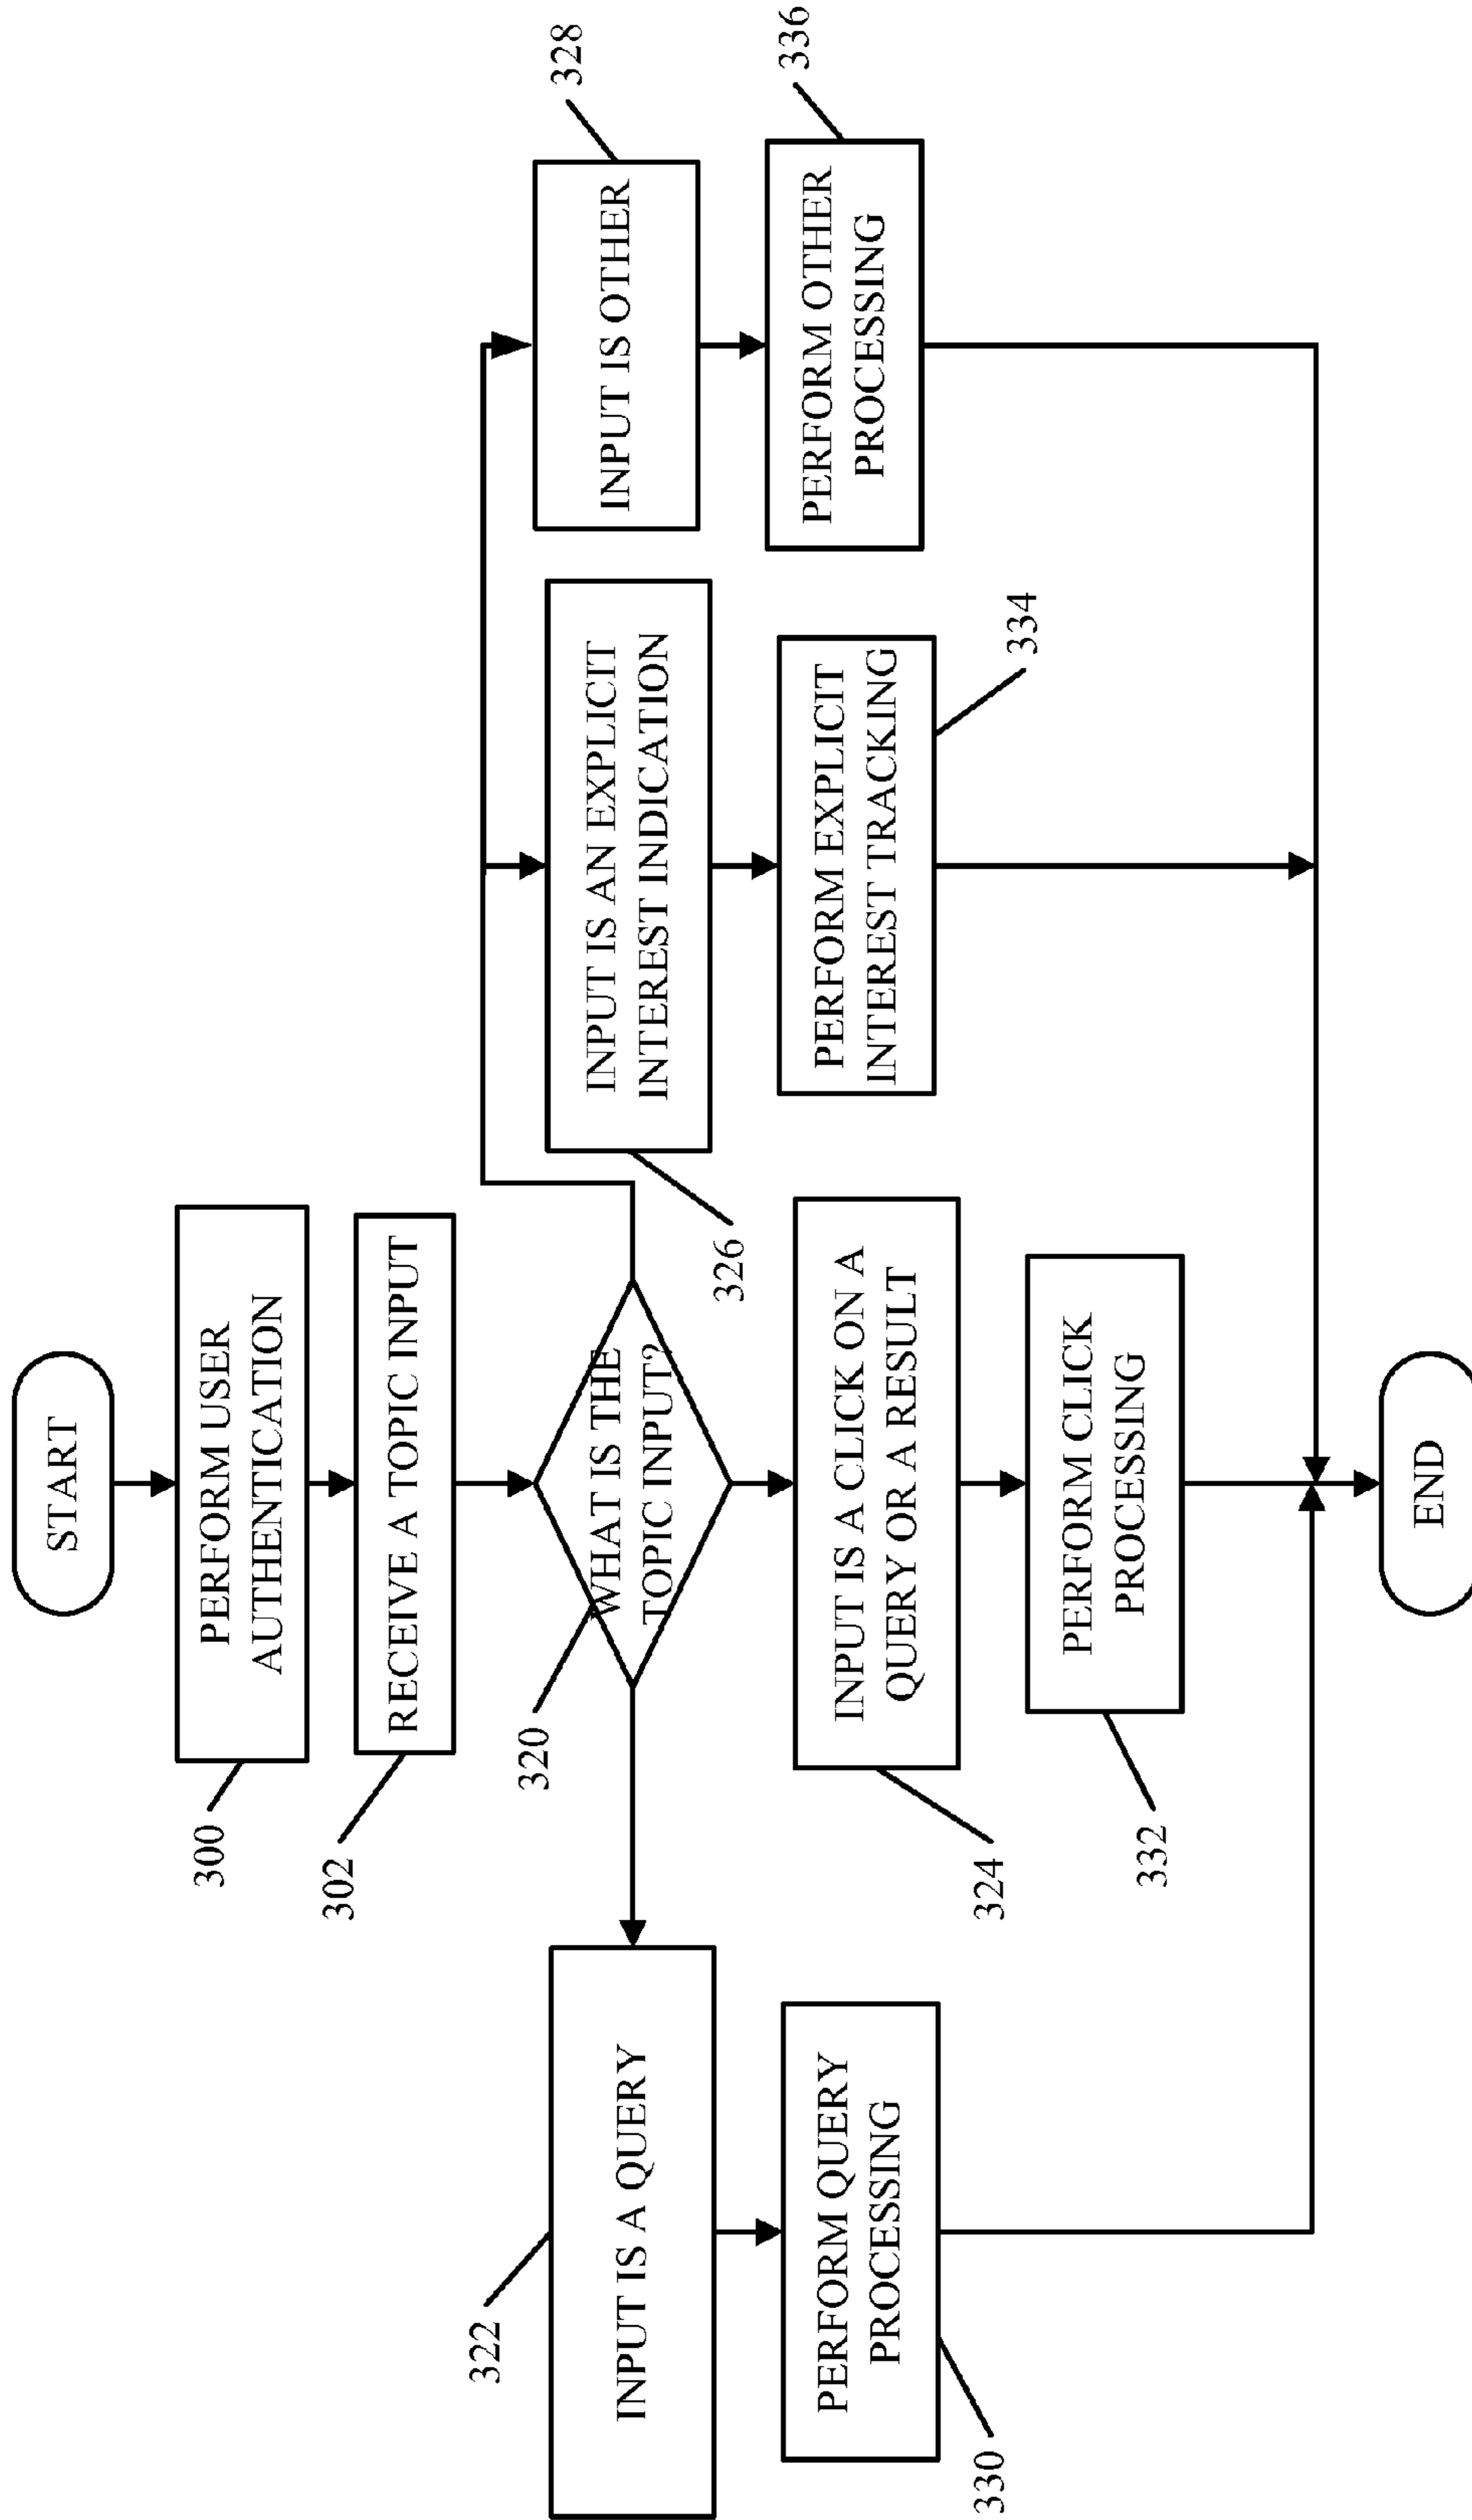 START
PERFORM USER
AUTHENTICATION
300
RECEIVE A TOPIC INPUT
302
WHAT IS THE
TOPIC INPUT?
320
INPUT IS A QUERY
322
INPUT IS A CLICK ON A
QUERY OR A RESULT
324
INPUT IS AN EXPLICIT
INTEREST INDICATION
326
INPUT IS OTHER
328
PERFORM QUERY
PROCESSING
330
PERFORM CLICK
PROCESSING
332
PERFORM EXPLICIT
INTEREST TRACKING
334
PERFORM OTHER
PROCESSING
336
END